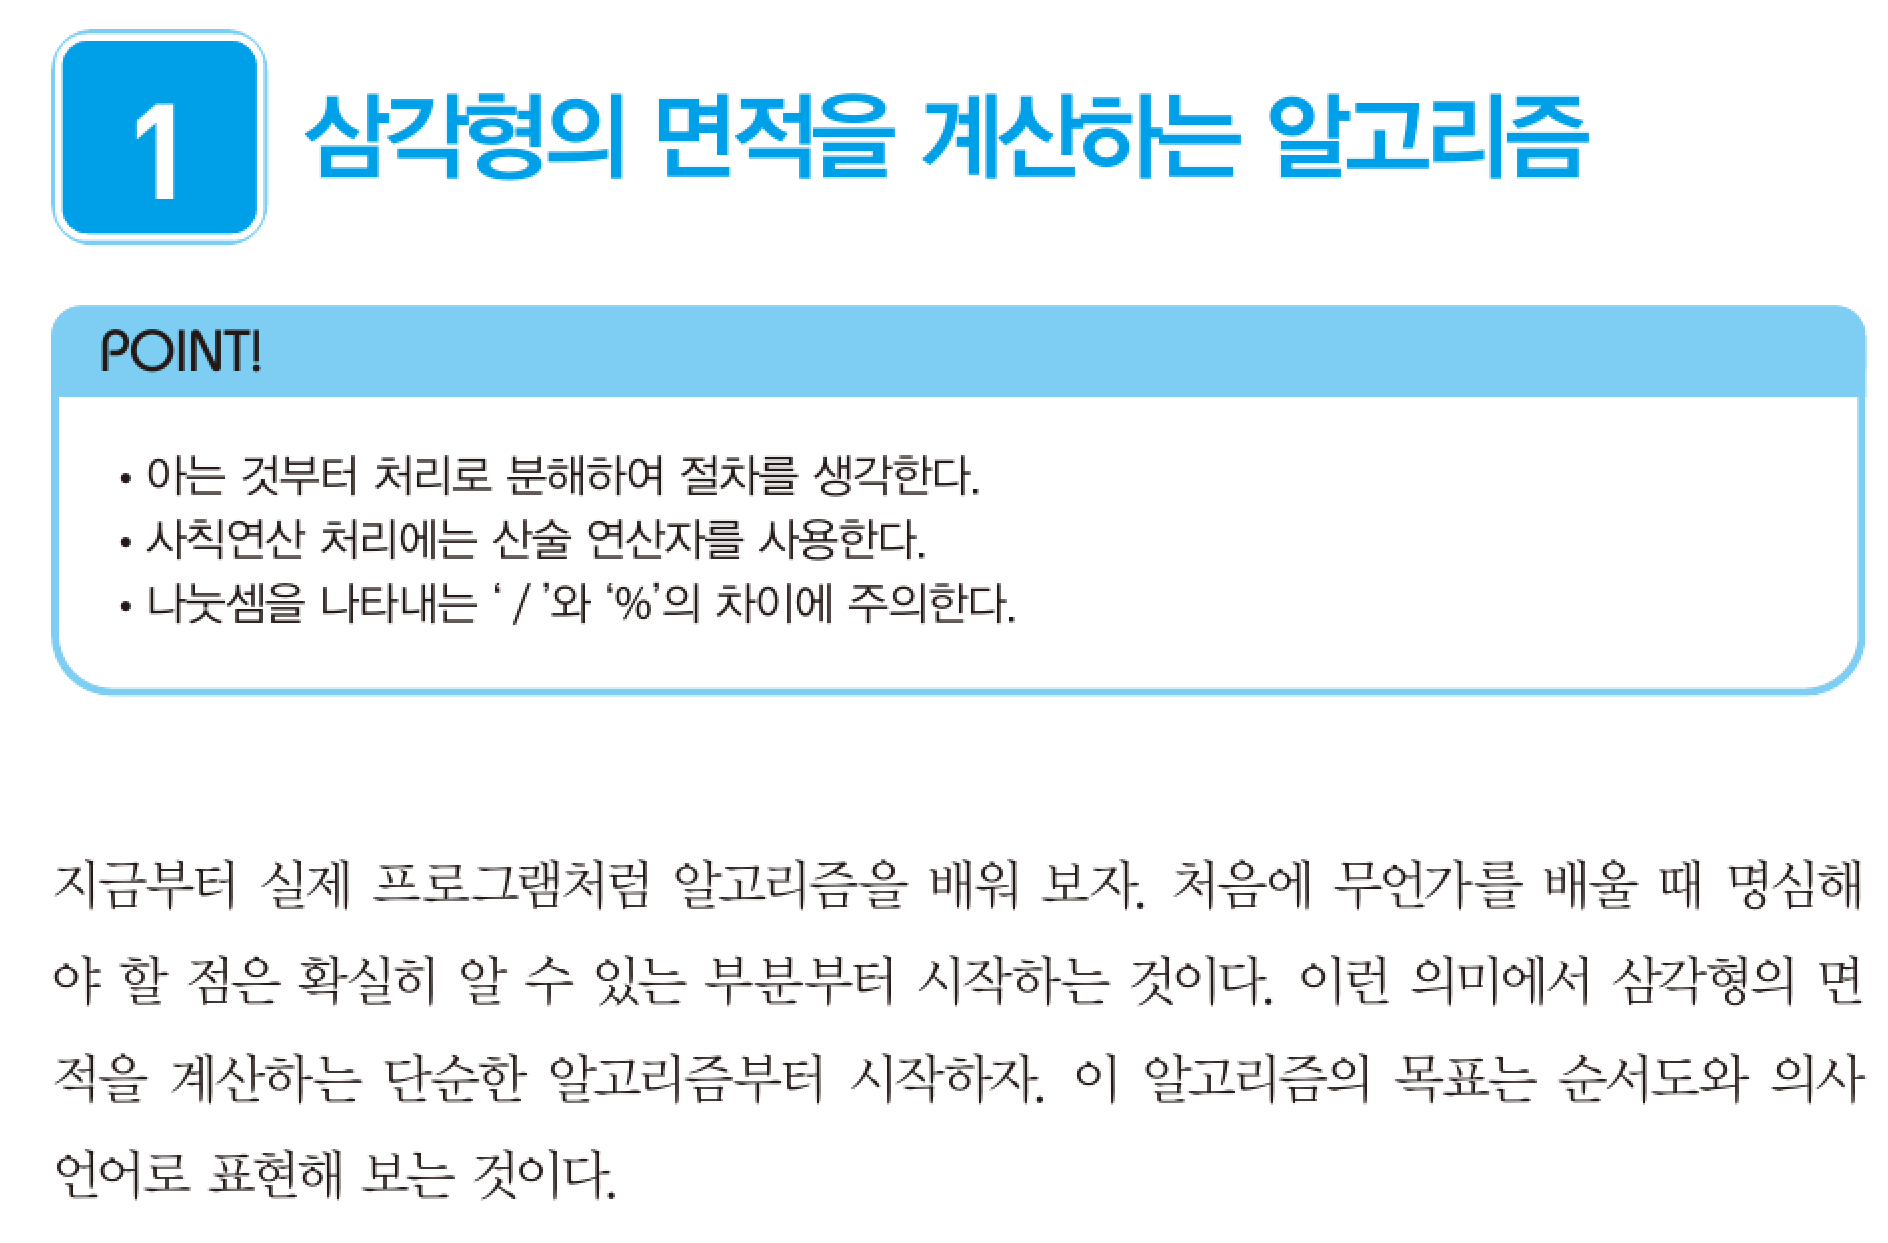 1 삼각형의 면적을 계산하는 알고리즘
POINT!
• 아는 것부터 처리로 분해하여 절차를 생각한다.
• 사칙연산 처리에는 산술 연산자를 사용한다.
• 나눗셈을 나타내는 ‘ / ’와 ‘%’의 차이에 주의한다.
지금부터 실제 프로그램처럼 알고리즘을 배워 보자. 처음에 무언가를 배울 때 명심해
야 할 점은 확실히 알 수 있는 부분부터 시작하는 것이다. 이런 의미에서 삼각형의 면
적을 계산하는 단순한 알고리즘부터 시작하자. 이 알고리즘의 목표는 순서도와 의사
언어로 표현해 보는 것이다.